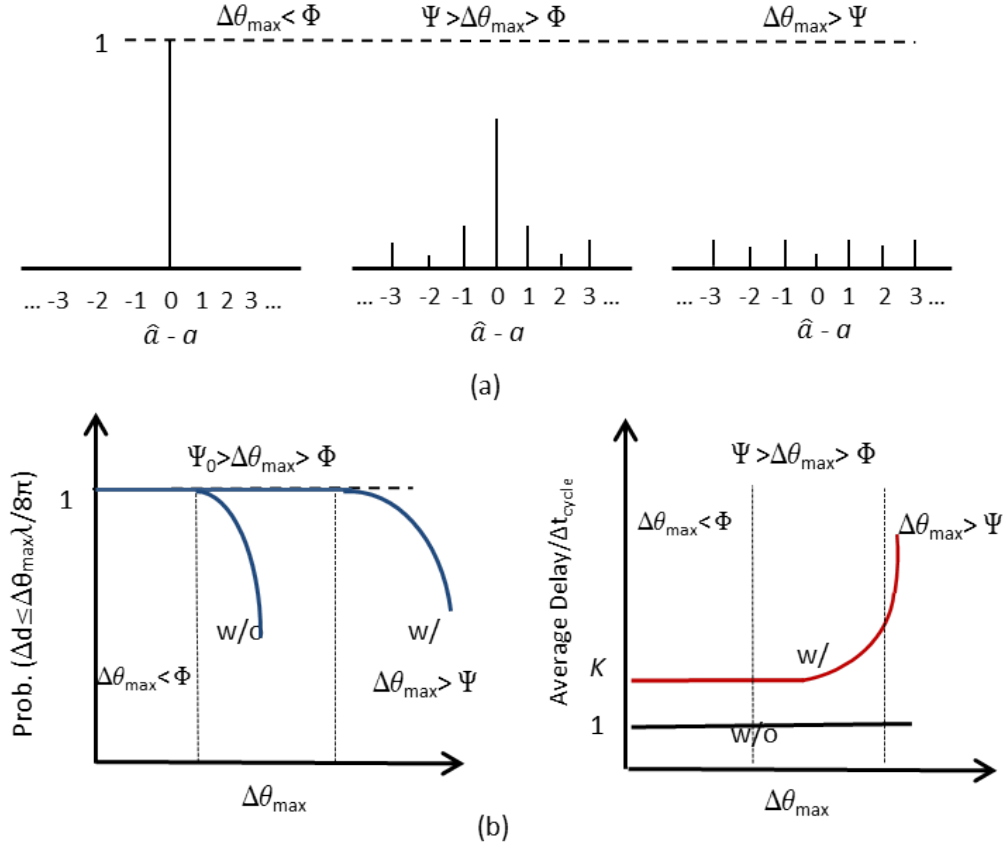 Δθmax< Φ
Ψ >Δθmax> Φ
Δθmax> Ψ
1
... -3 -2 -1 0 1 2 3 ...
... -3 -2 -1 0 1 2 3 ...
... -3 -2 -1 0 1 2 3 ...
â - a
â - a
â - a
(a)
Prob. (Δd ≤ Δθmaxλ/8π)
1
Ψ0>Δθmax> Φ
w/o
w/
Δθmax< Φ
Δθmax> Ψ
Δθmax
Average Delay/Δtcycle
Ψ >Δθmax> Φ
Δθmax< Φ
Δθmax> Ψ
K
w/
1
w/o
Δθmax
(b)